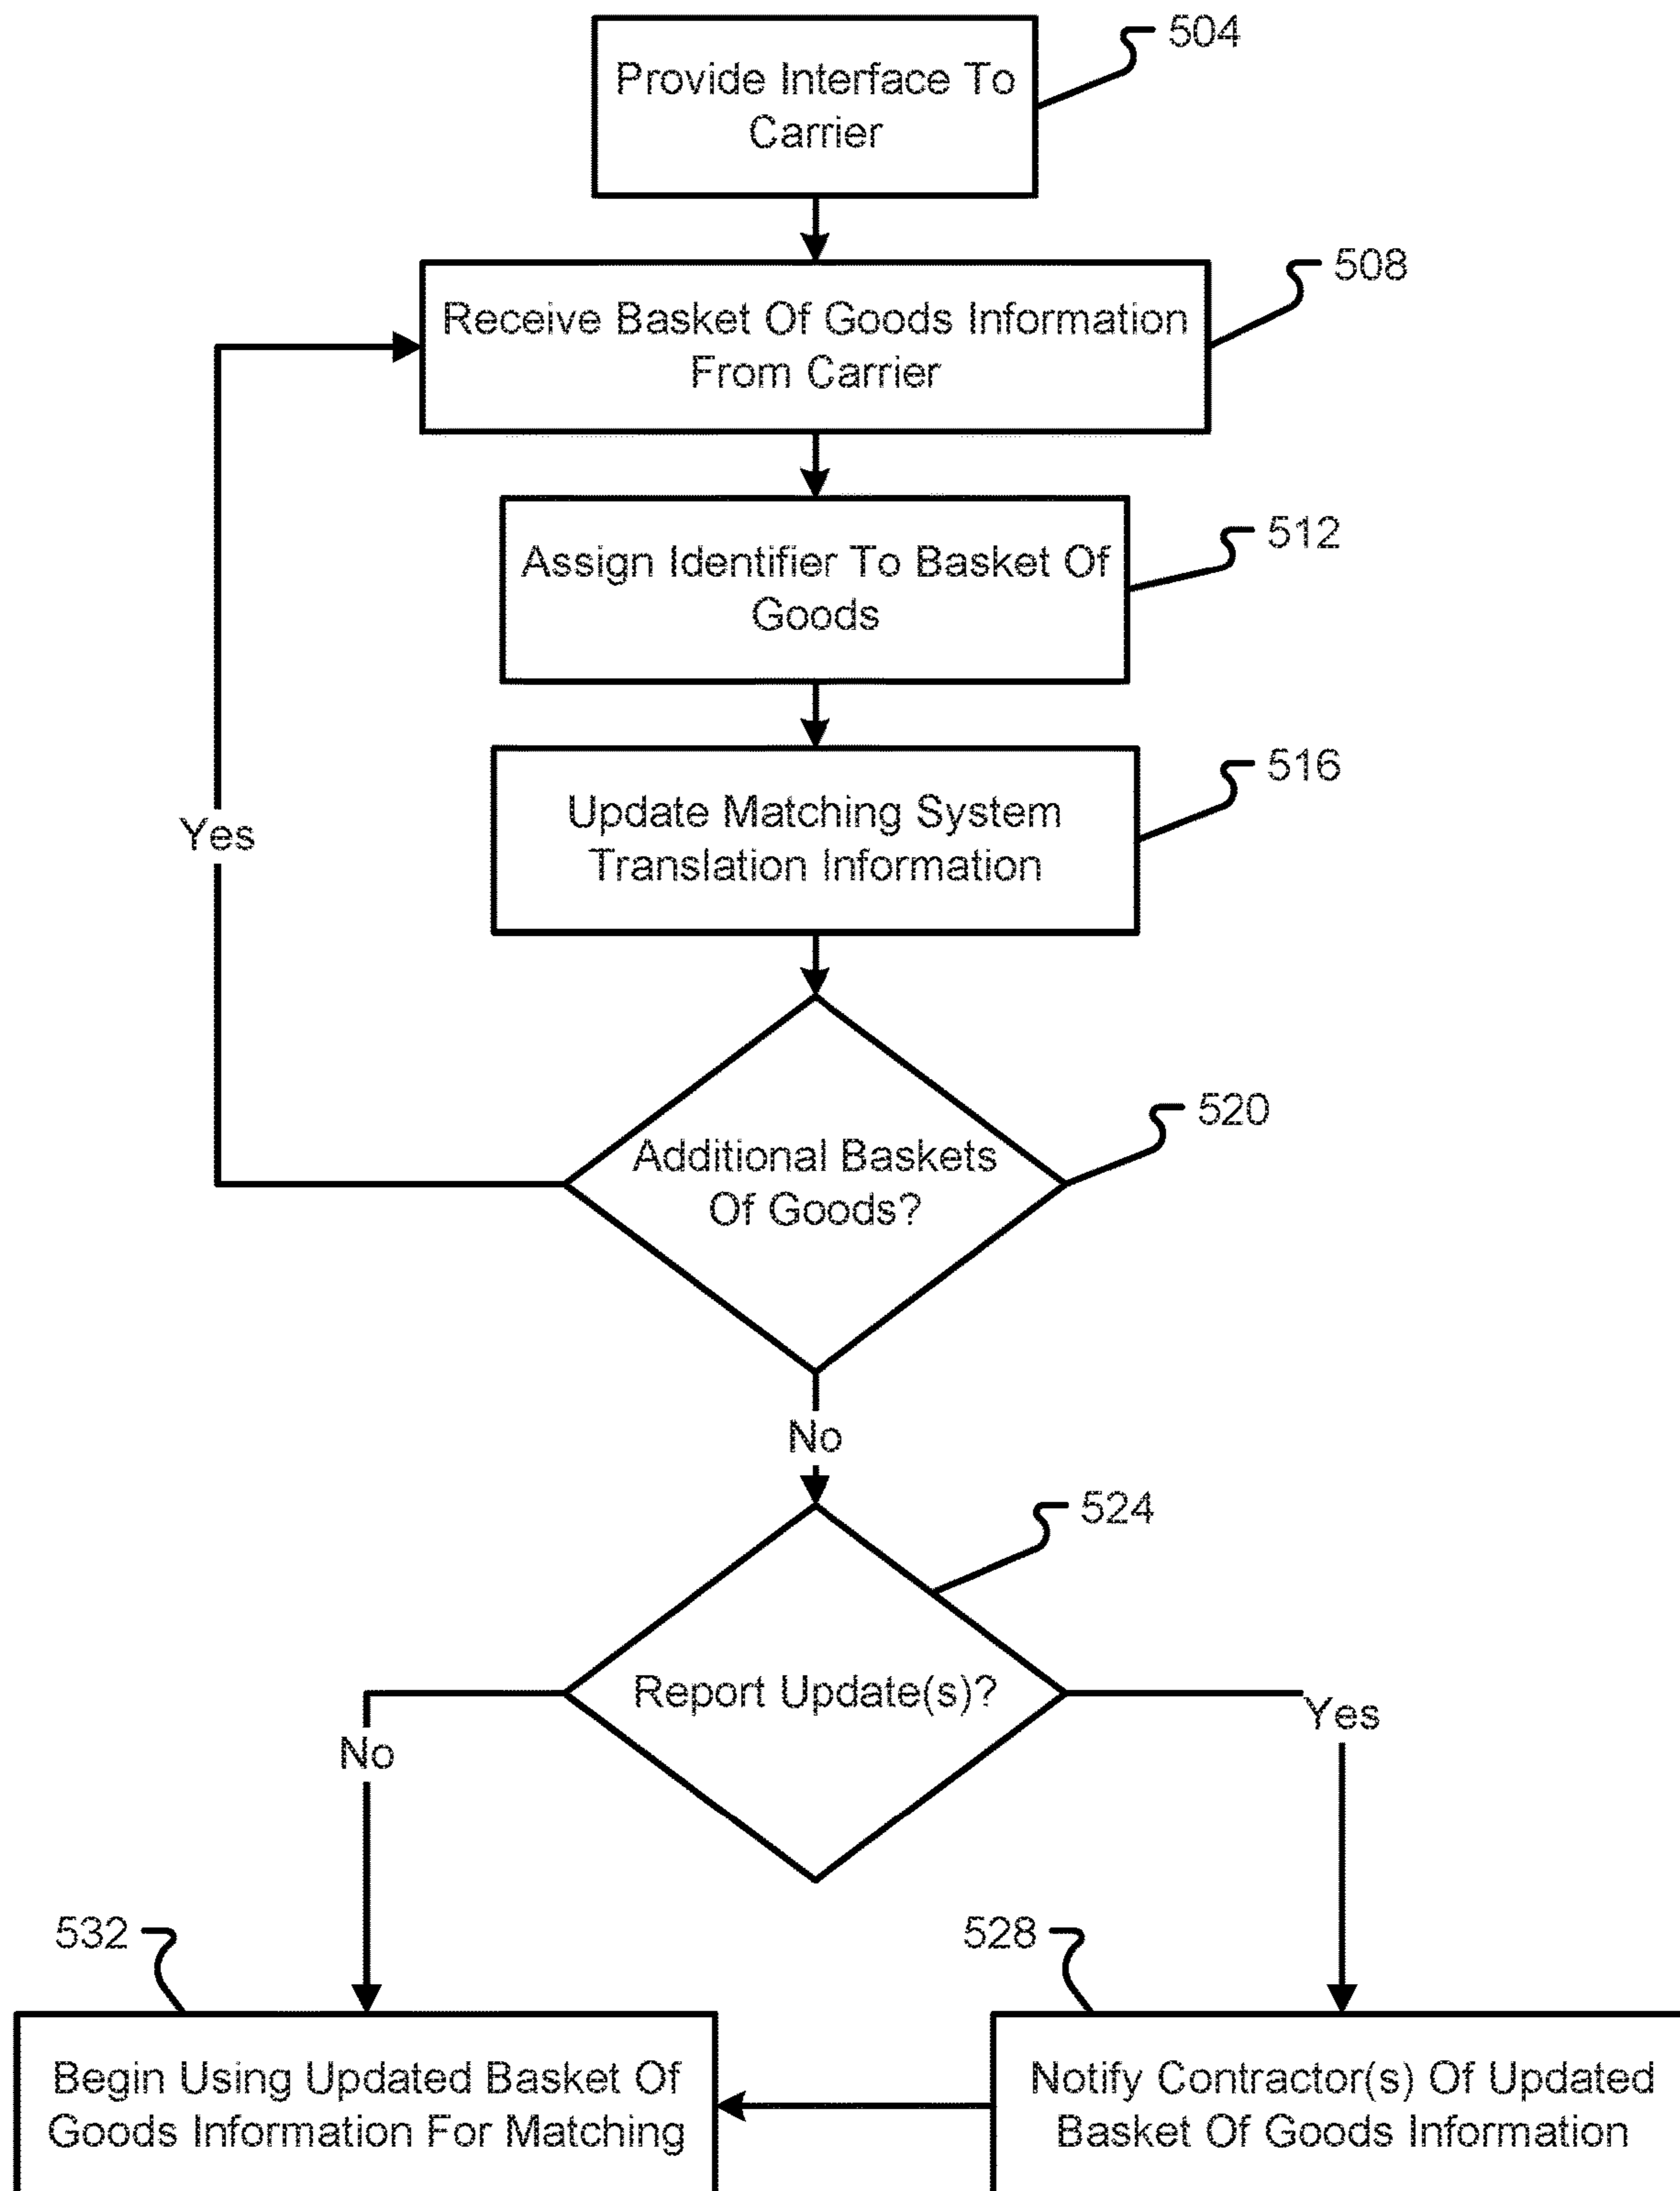 504
Provide Interface To
Carrier
508
Receive Basket Of Goods Information
From Carrier
512
Assign Identifier To Basket Of
Goods
516
Update Matching System
Translation Information
Yes
520
Additional Baskets
Of Goods?
No
524
Report Update(s)?
No
Yes
532
528
Begin Using Updated Basket Of
Goods Information For Matching
Notify Contractor(s) Of Updated
Basket Of Goods Information